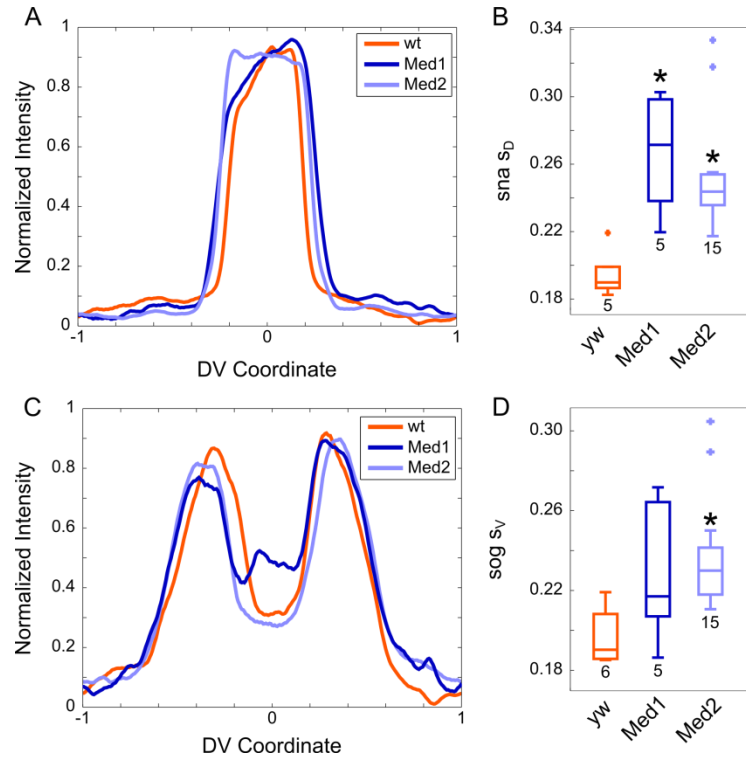 A
Normalized Intensity
1
0.8
0.6
0.4
0.2
0
-1
0
1
DV Coordinate
wt
Med1
Med2
B
sna s_D
0.34
0.30
0.26
0.22
0.18
*
*
5
5
15
yw
Med1
Med2
C
Normalized Intensity
1
0.8
0.6
0.4
0.2
0
-1
0
1
DV Coordinate
wt
Med1
Med2
D
sog s_V
0.30
0.26
0.22
0.18
*
6
5
15
yw
Med1
Med2